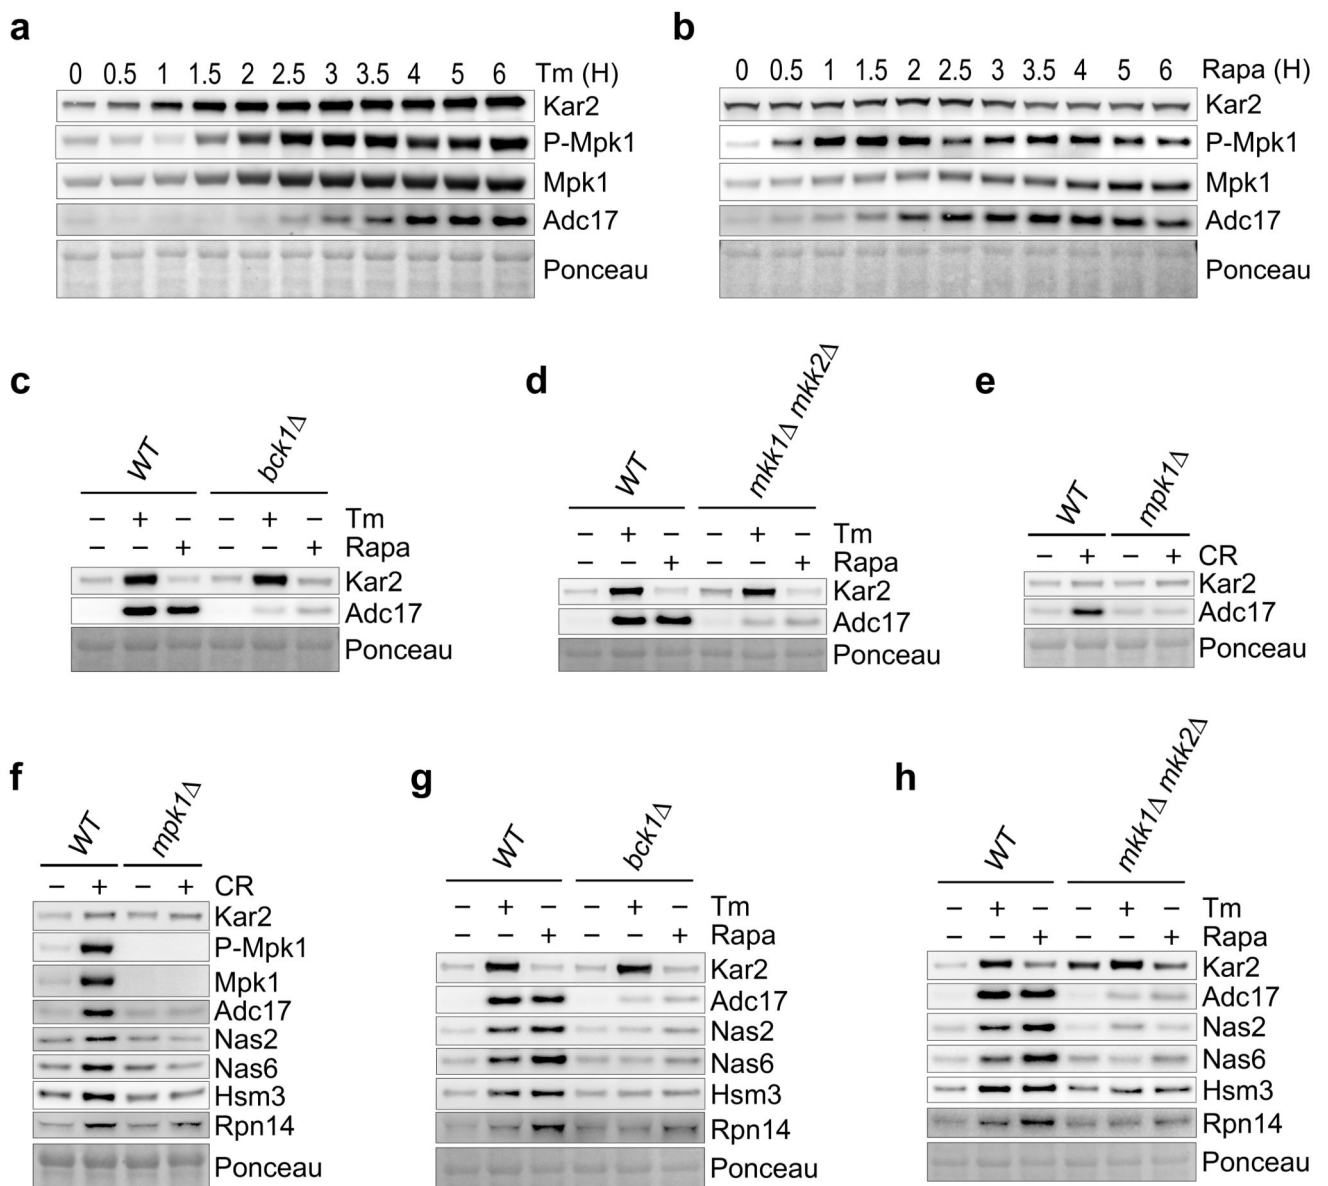 a
0 0.5 1 1.5 2 2.5 3 3.5 4 5 6 Tm (H)
Kar2
P-Mpk1
Mpk1
Adc17
Ponceau
b
0 0.5 1 1.5 2 2.5 3 3.5 4 5 6 Rapa (H)
Kar2
P-Mpk1
Mpk1
Adc17
Ponceau
c
WT bck1Δ
– + – – + – Tm
– – + – – + Rapa
Kar2
Adc17
Ponceau
d
WT mkk1Δ mkk2Δ
– + – – + – Tm
– – + – – + Rapa
Kar2
Adc17
Ponceau
e
WT mpk1Δ
– + – + CR
Kar2
Adc17
Ponceau
f
WT mpk1Δ
– + – + CR
Kar2
P-Mpk1
Mpk1
Adc17
Nas2
Nas6
Hsm3
Rpn14
Ponceau
g
WT bck1Δ
– + – – + – Tm
– – + – – + Rapa
Kar2
Adc17
Nas2
Nas6
Hsm3
Rpn14
Ponceau
h
WT mkk1Δ mkk2Δ
– + – – + – Tm
– – + – – + Rapa
Kar2
Adc17
Nas2
Nas6
Hsm3
Rpn14
Ponceau